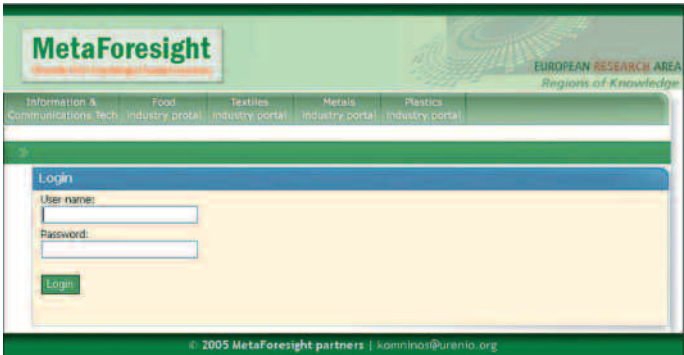 MetaForesight
EUROPEAN RESEARCH AREA
Regions of Knowledge
Information & Communications Tech
Food industry protal
Textiles industry portal
Metals industry portal
Plastics industry portal
Login
User name:
Password:
Login
© 2005 MetaForesight partners | komninos@urenio.org